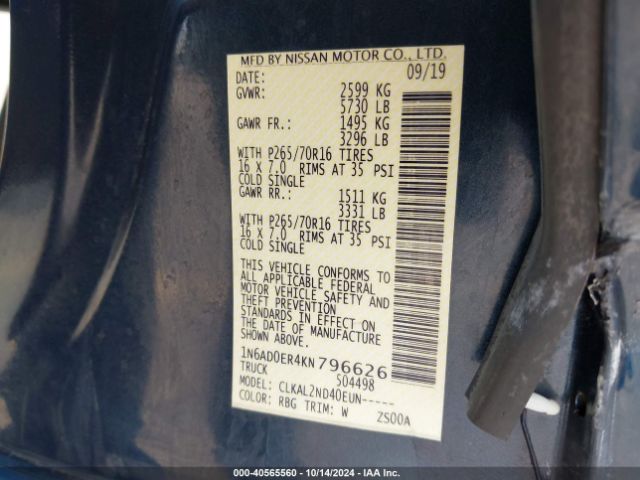 MFD BY NISSAN MOTOR CO., LTD.
DATE: 09/19
GVWR: 2599 KG
5730 LB
GAWR FR.: 1495 KG
3296 LB
WITH P265/70R16 TIRES
16 X 7.0 RIMS AT 35 PSI
COLD SINGLE
GAWR RR.: 1511 KG
3331 LB
WITH P265/70R16 TIRES
16 X 7.0 RIMS AT 35 PSI
COLD SINGLE
THIS VEHICLE CONFORMS TO
ALL APPLICABLE FEDERAL
MOTOR VEHICLE SAFETY AND
THEFT PREVENTION
STANDARDS IN EFFECT ON
THE DATE OF MANUFACTURE
1N6AD0ER4KN796626
TRUCK 504498
MODEL: CLKAL2ND40EUN-----
COLOR: RBG TRIM: W ZS00A
000-40565560 - 10/14/2024 - IAA Inc.